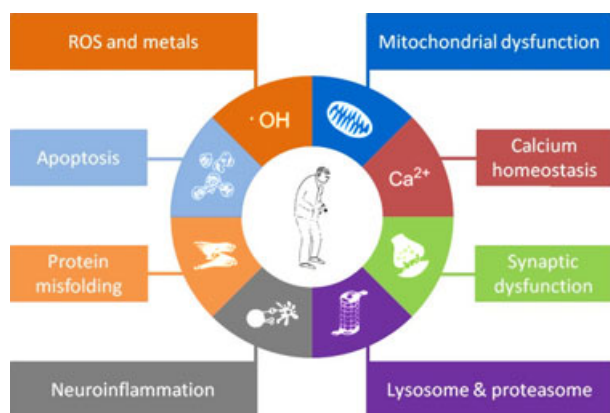 ROS and metals
Mitochondrial dysfunction
· OH
Apoptosis
Ca²⁺
Calcium
homeostasis
Protein
misfolding
Synaptic
dysfunction
Neuroinflammation
Lysosome & proteasome